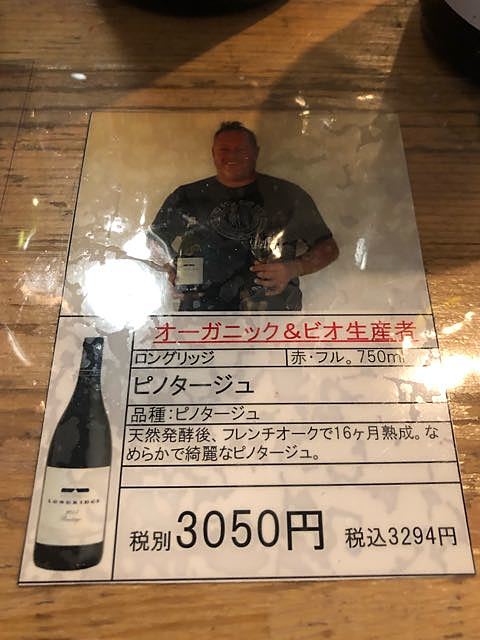 オーガニック＆ビオ生産者
ロングリッジ 赤・フル。750ml
ピノタージュ
品種：ピノタージュ
天然発酵後、フレンチオークで16ヶ月熟成。な
めらかで綺麗なピノタージュ。
LONGRIDGE
税別3050円 税込3294円